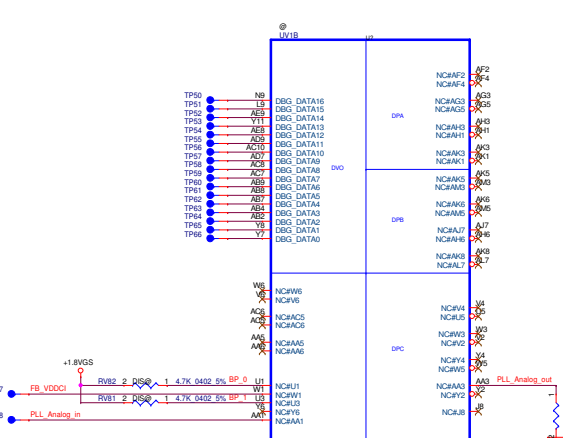 @
UV1B
TP50 N9 DBG_DATA16
TP51 L9 DBG_DATA15
TP52 AE9 DBG_DATA14
TP53 Y11 DBG_DATA13
TP54 AE8 DBG_DATA12
TP55 AD9 DBG_DATA11
TP56 AC10 DBG_DATA10
TP57 AD7 DBG_DATA9
TP58 AC8 DBG_DATA8
TP59 AC7 DBG_DATA7
TP60 AB9 DBG_DATA6
TP61 AB8 DBG_DATA5
TP62 AB7 DBG_DATA4
TP63 AB4 DBG_DATA3
TP64 AB2 DBG_DATA2
TP65 Y8 DBG_DATA1
TP66 Y7 DBG_DATA0
DVO
DPA
NC#AF2 AF2
NC#AF4 AF4
NC#AG3 AG3
NC#AG5 AG5
NC#AH3 AH3
NC#AH1 AH1
NC#AK3 AK3
NC#AK1 AK1
DPB
NC#AK5 AK5
NC#AM3 AM3
NC#AK6 AK6
NC#AM5 AM5
NC#AJ7 AJ7
NC#AH6 AH6
NC#AK8 AK8
NC#AL7 AL7
W6 NC#W6
V6 NC#V6
AC6 NC#AC5
AC5 NC#AC6
AA5 NC#AA5
AA6 NC#AA6
DPC
NC#V4 V4
NC#U5 U5
NC#W3 W3
NC#V2 V2
NC#Y4 Y4
NC#W5 W5
NC#AA3 AA3 PLL_Analog_out
NC#Y2 Y2
NC#J8 J8
+1.8VGS
RV82 2 DIS@ 1 4.7K_0402_5% BP_0 U1 NC#U1
FB_VDDCI W1 NC#W1
RV81 2 DIS@ 1 4.7K_0402_5% BP_1 U3 NC#U3
Y6 NC#Y6
PLL_Analog_in AA1 NC#AA1
1